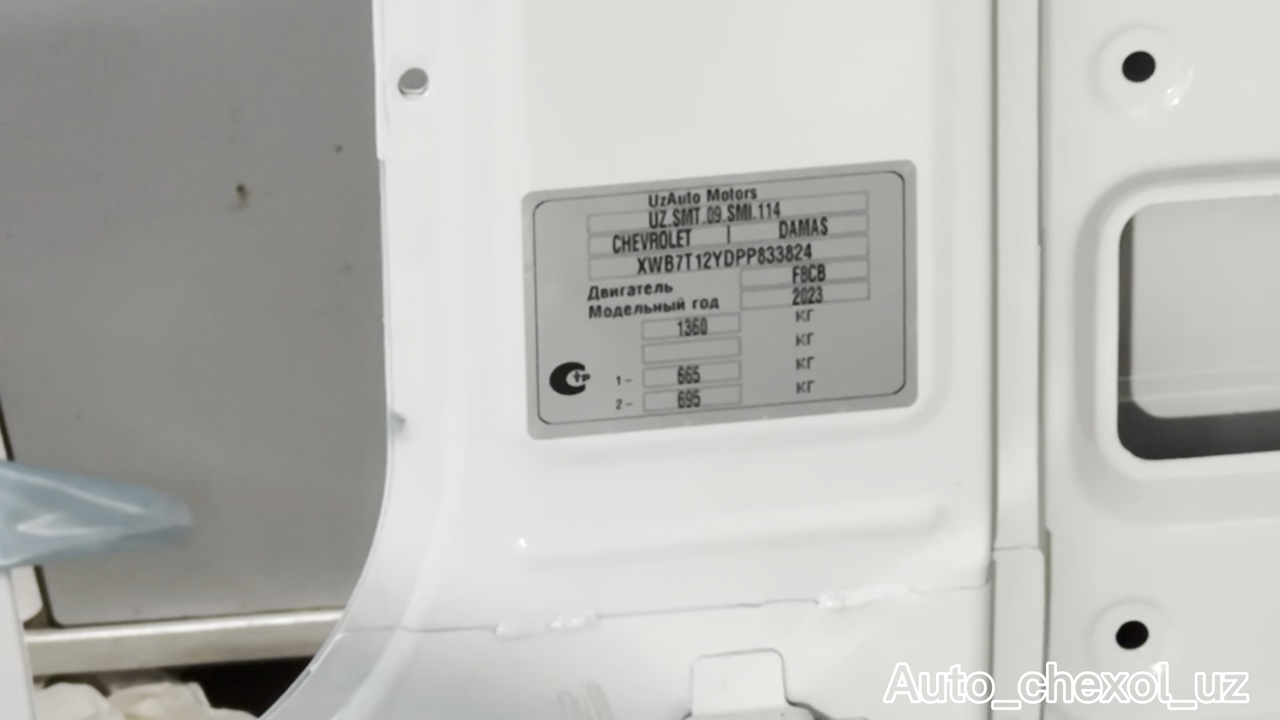 UzAuto Motors
UZ.SMT.09.SMI.114
CHEVROLET | DAMAS
XWB7T12YDPP833824
Двигатель F8CB
Модельный год 2023
1360 КГ
КГ
1- 665 КГ
2- 695 КГ
Auto_chexol_uz